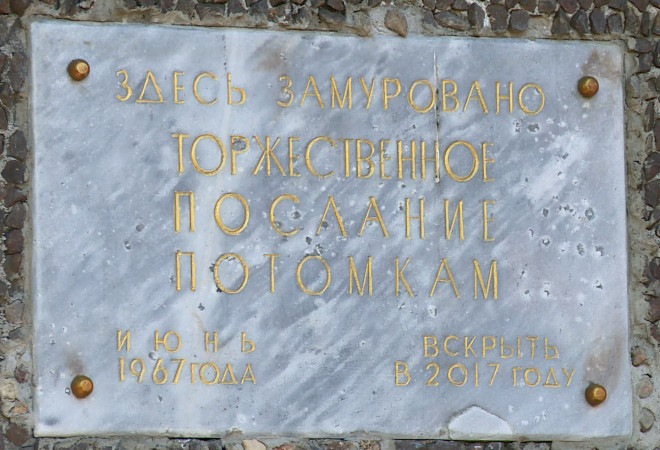 ЗДЕСЬ ЗАМУРОВАНО
ТОРЖЕСТВЕННОЕ
ПОСЛАНИЕ
ПОТОМКАМ
ИЮНЬ
1967 ГОДА
ВСКРЫТЬ
В 2017 ГОДУ